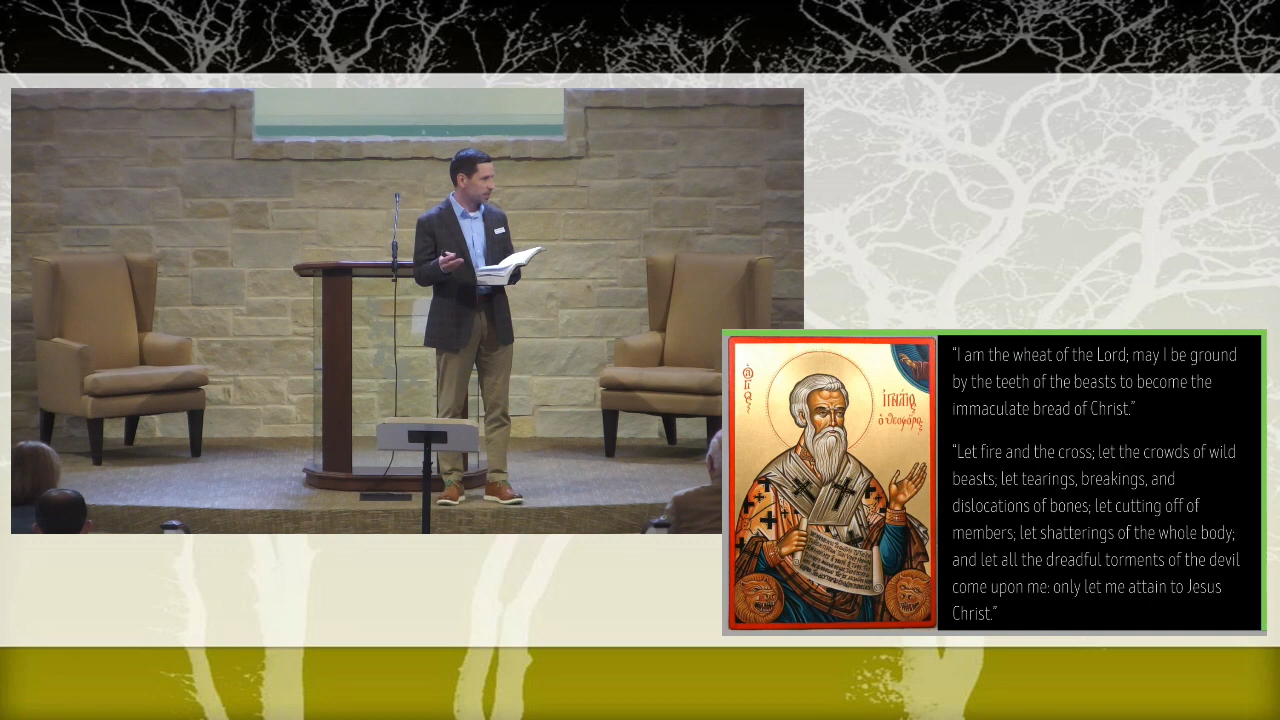 “I am the wheat of the Lord; may I be ground
by the teeth of the beasts to become the
immaculate bread of Christ.”
“Let fire and the cross; let the crowds of wild
beasts; let tearings, breakings, and
dislocations of bones; let cutting off of
members; let shatterings of the whole body;
and let all the dreadful torments of the devil
come upon me: only let me attain to Jesus
Christ.”
ἰγνάτιος
ὁ θεοφόρος